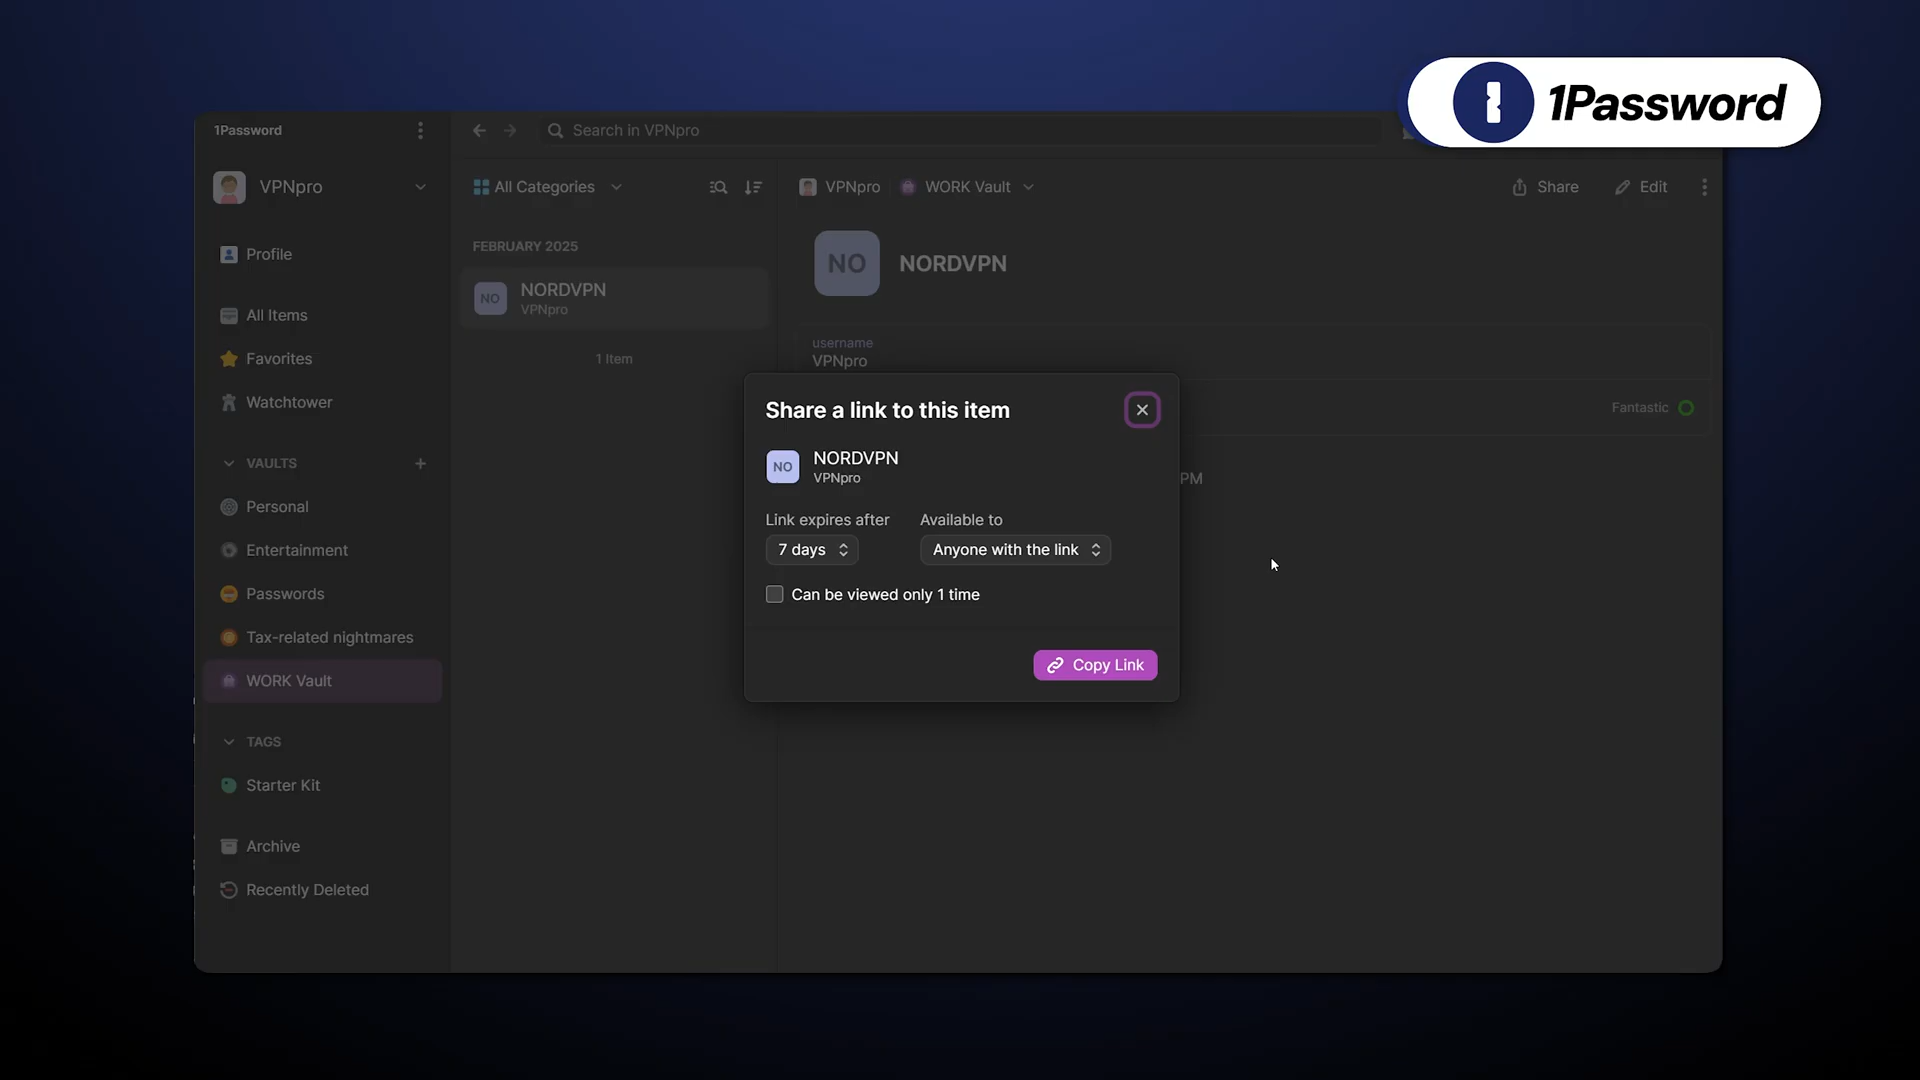 1Password
1Password
Search in VPNpro
VPNpro
All Categories
VPNpro
WORK Vault
Share
Edit
Profile
FEBRUARY 2025
NO
NORDVPN
NO
NORDVPN
VPNpro
All Items
1 Item
username
VPNpro
Favorites
Watchtower
Fantastic
Share a link to this item
NO
NORDVPN
VPNpro
PM
VAULTS
Personal
Link expires after
Available to
7 days
Anyone with the link
Entertainment
Passwords
Can be viewed only 1 time
Tax-related nightmares
WORK Vault
Copy Link
TAGS
Starter Kit
Archive
Recently Deleted